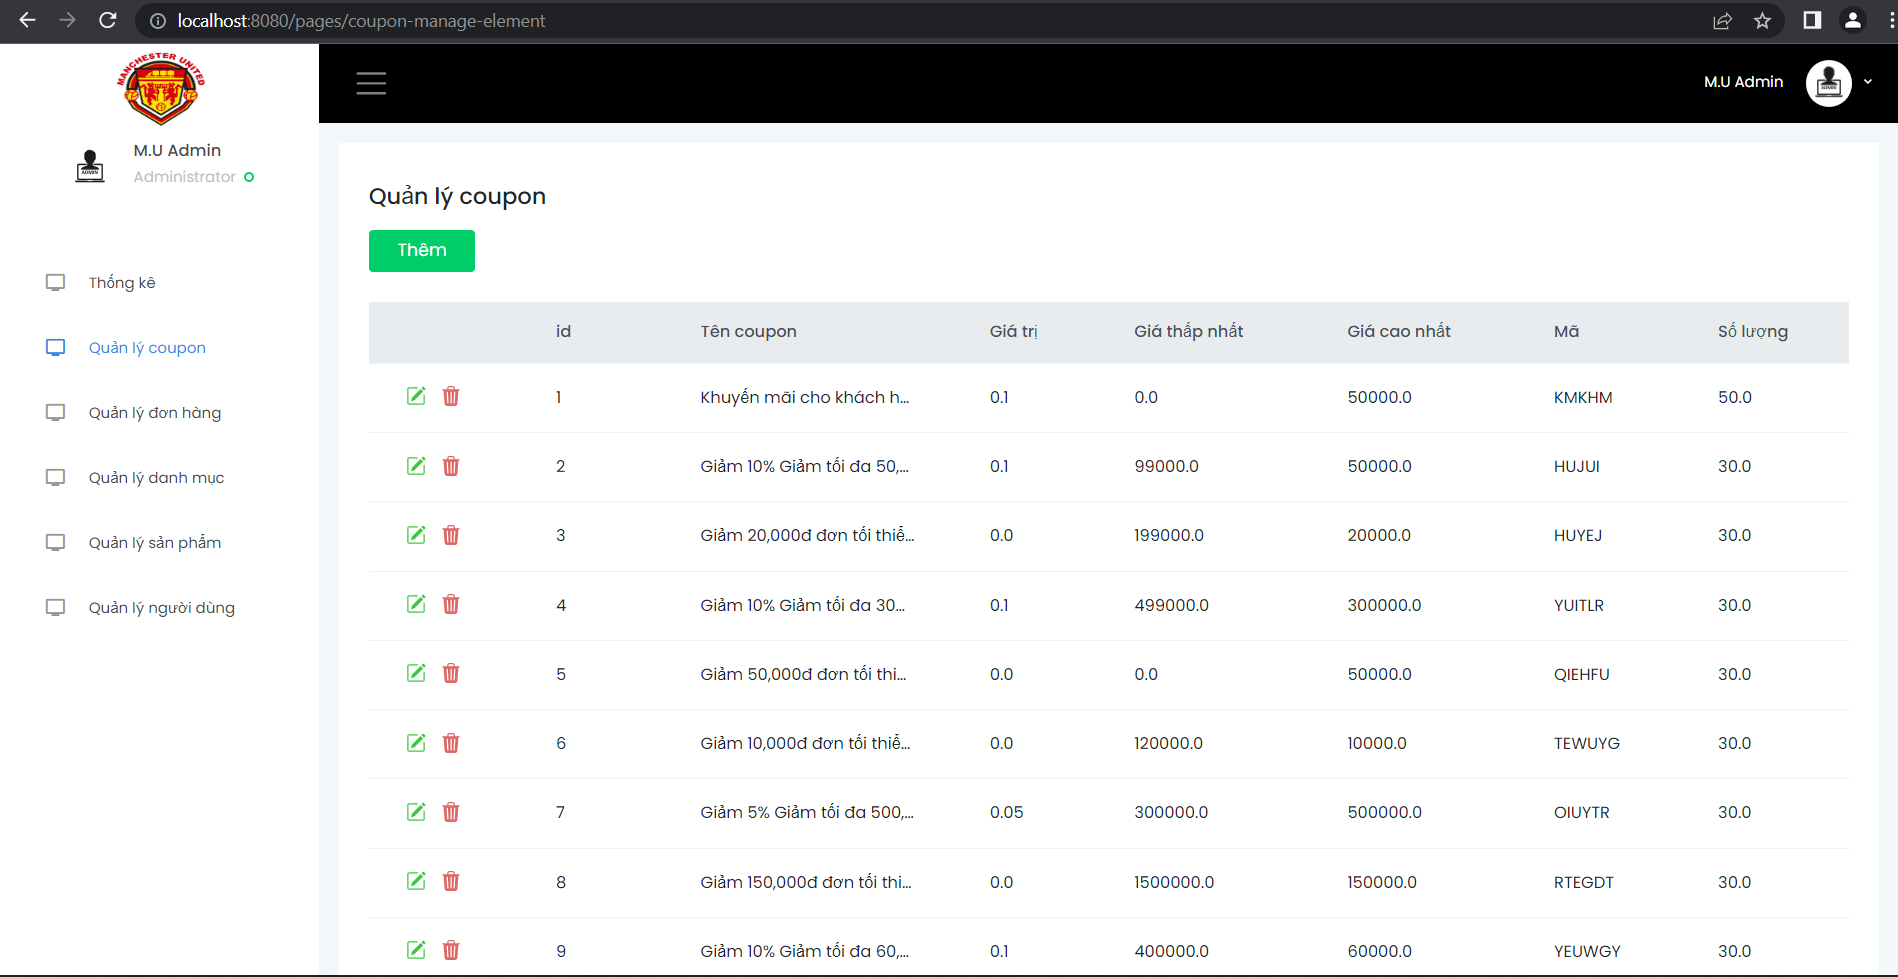 localhost:8080/pages/coupon-manage-element
MANCHESTER UNITED
M.U Admin
M.U Admin
Administrator
Thống kê
Quản lý coupon
Quản lý đơn hàng
Quản lý danh mục
Quản lý sản phẩm
Quản lý người dùng
Quản lý coupon
Thêm
id Tên coupon Giá trị Giá thấp nhất Giá cao nhất Mã Số lượng
1 Khuyến mãi cho khách h... 0.1 0.0 50000.0 KMKHM 50.0
2 Giảm 10% Giảm tối đa 50,... 0.1 99000.0 50000.0 HUJUI 30.0
3 Giảm 20,000đ đơn tối thiể... 0.0 199000.0 20000.0 HUYEJ 30.0
4 Giảm 10% Giảm tối đa 30... 0.1 499000.0 300000.0 YUITLR 30.0
5 Giảm 50,000đ đơn tối thi... 0.0 0.0 50000.0 QIEHFU 30.0
6 Giảm 10,000đ đơn tối thiể... 0.0 120000.0 10000.0 TEWUYG 30.0
7 Giảm 5% Giảm tối đa 500,... 0.05 300000.0 500000.0 OIUYTR 30.0
8 Giảm 150,000đ đơn tối thi... 0.0 1500000.0 150000.0 RTEGDT 30.0
9 Giảm 10% Giảm tối đa 60,... 0.1 400000.0 60000.0 YEUWGY 30.0